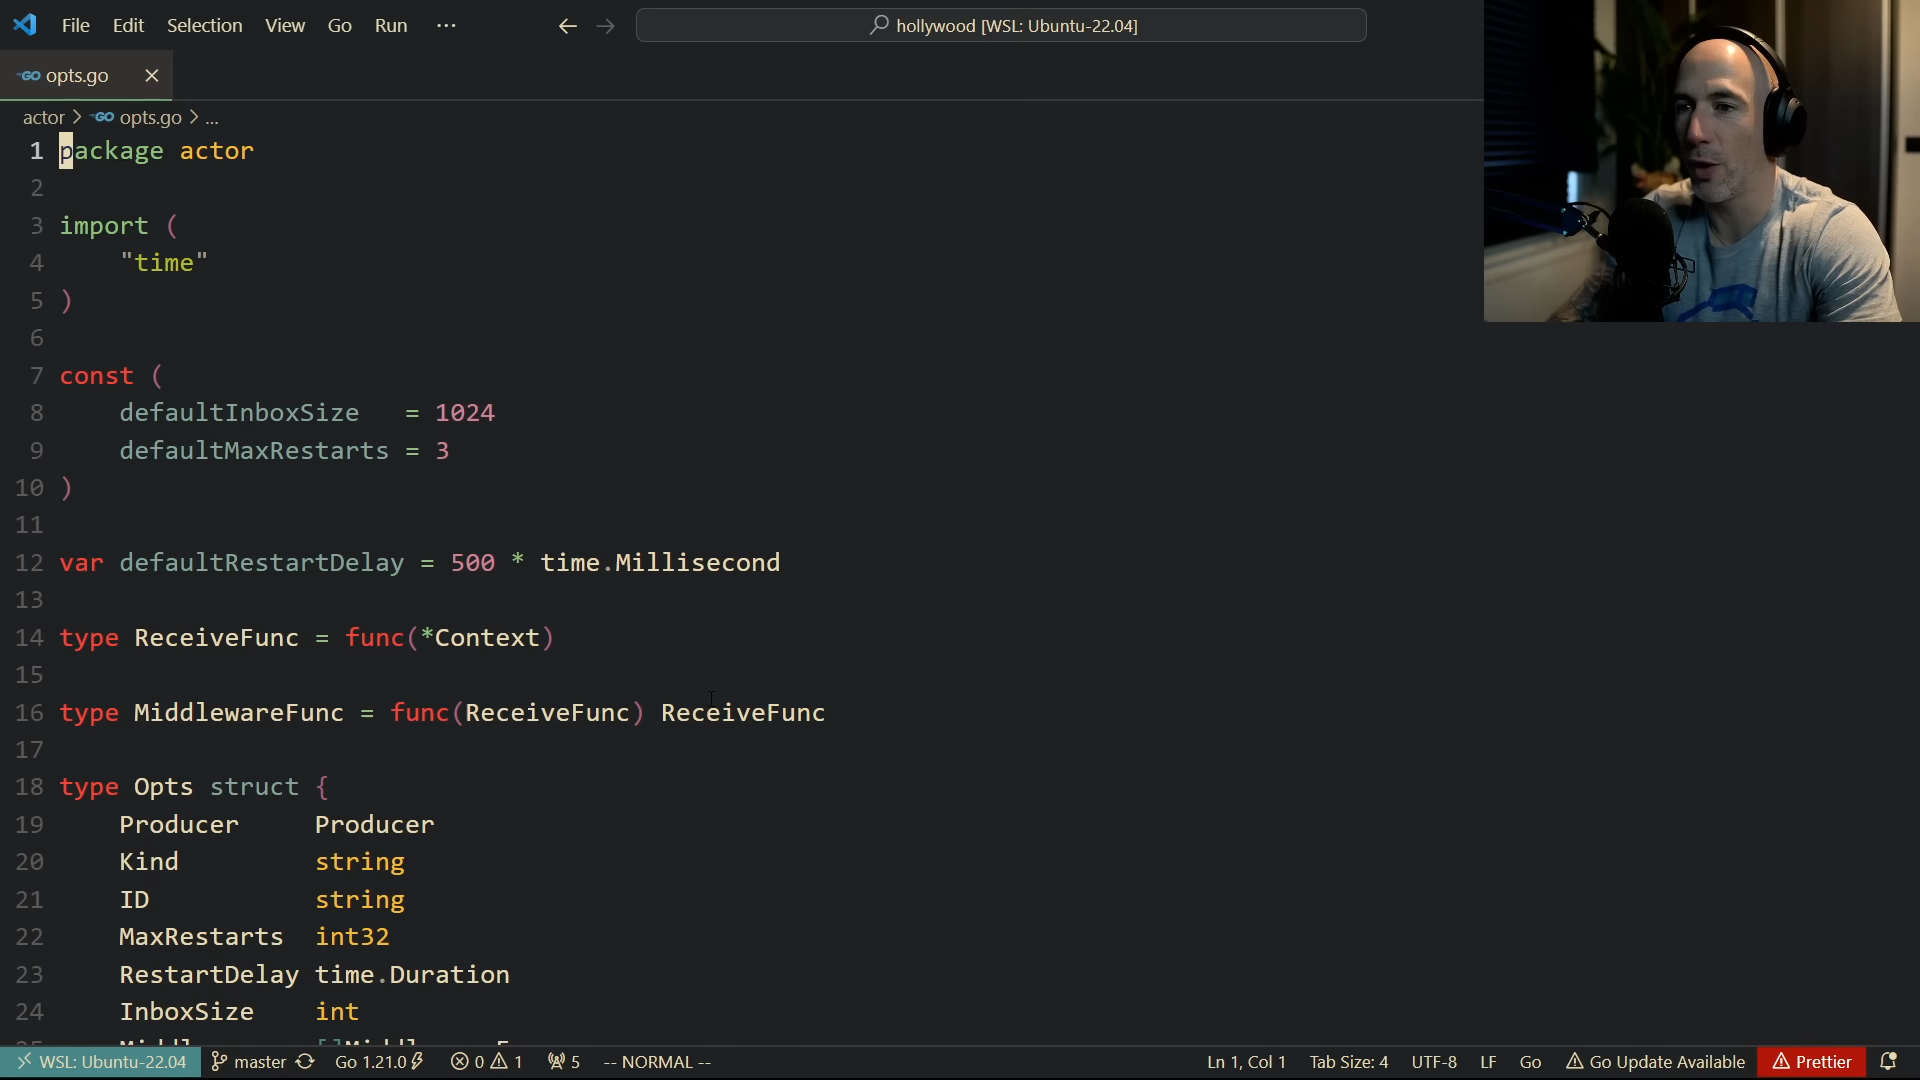 File Edit Selection View Go Run ···
hollywood [WSL: Ubuntu-22.04]
GO opts.go
actor > GO opts.go > ...
1 package actor
2
3 import (
4 "time"
5 )
6
7 const (
8 defaultInboxSize = 1024
9 defaultMaxRestarts = 3
10 )
11
12 var defaultRestartDelay = 500 * time.Millisecond
13
14 type ReceiveFunc = func(*Context)
15
16 type MiddlewareFunc = func(ReceiveFunc) ReceiveFunc
17
18 type Opts struct {
19 Producer Producer
20 Kind string
21 ID string
22 MaxRestarts int32
23 RestartDelay time.Duration
24 InboxSize int
WSL: Ubuntu-22.04 master Go 1.21.0 0 1 5 -- NORMAL -- Ln 1, Col 1 Tab Size: 4 UTF-8 LF Go Go Update Available Prettier